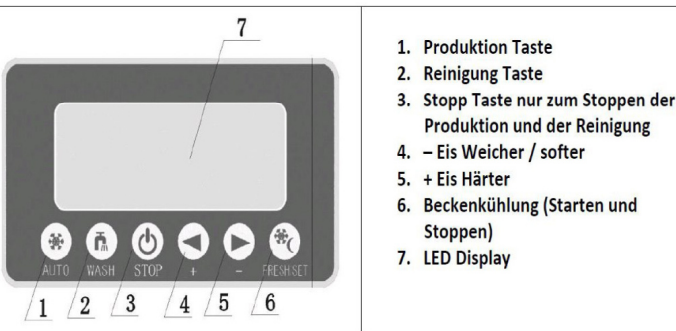 7
AUTO WASH STOP + − FRESH SET
1 2 3 4 5 6
1. Produktion Taste
2. Reinigung Taste
3. Stopp Taste nur zum Stoppen der
Produktion und der Reinigung
4. – Eis Weicher / softer
5. + Eis Härter
6. Beckenkühlung (Starten und
Stoppen)
7. LED Display